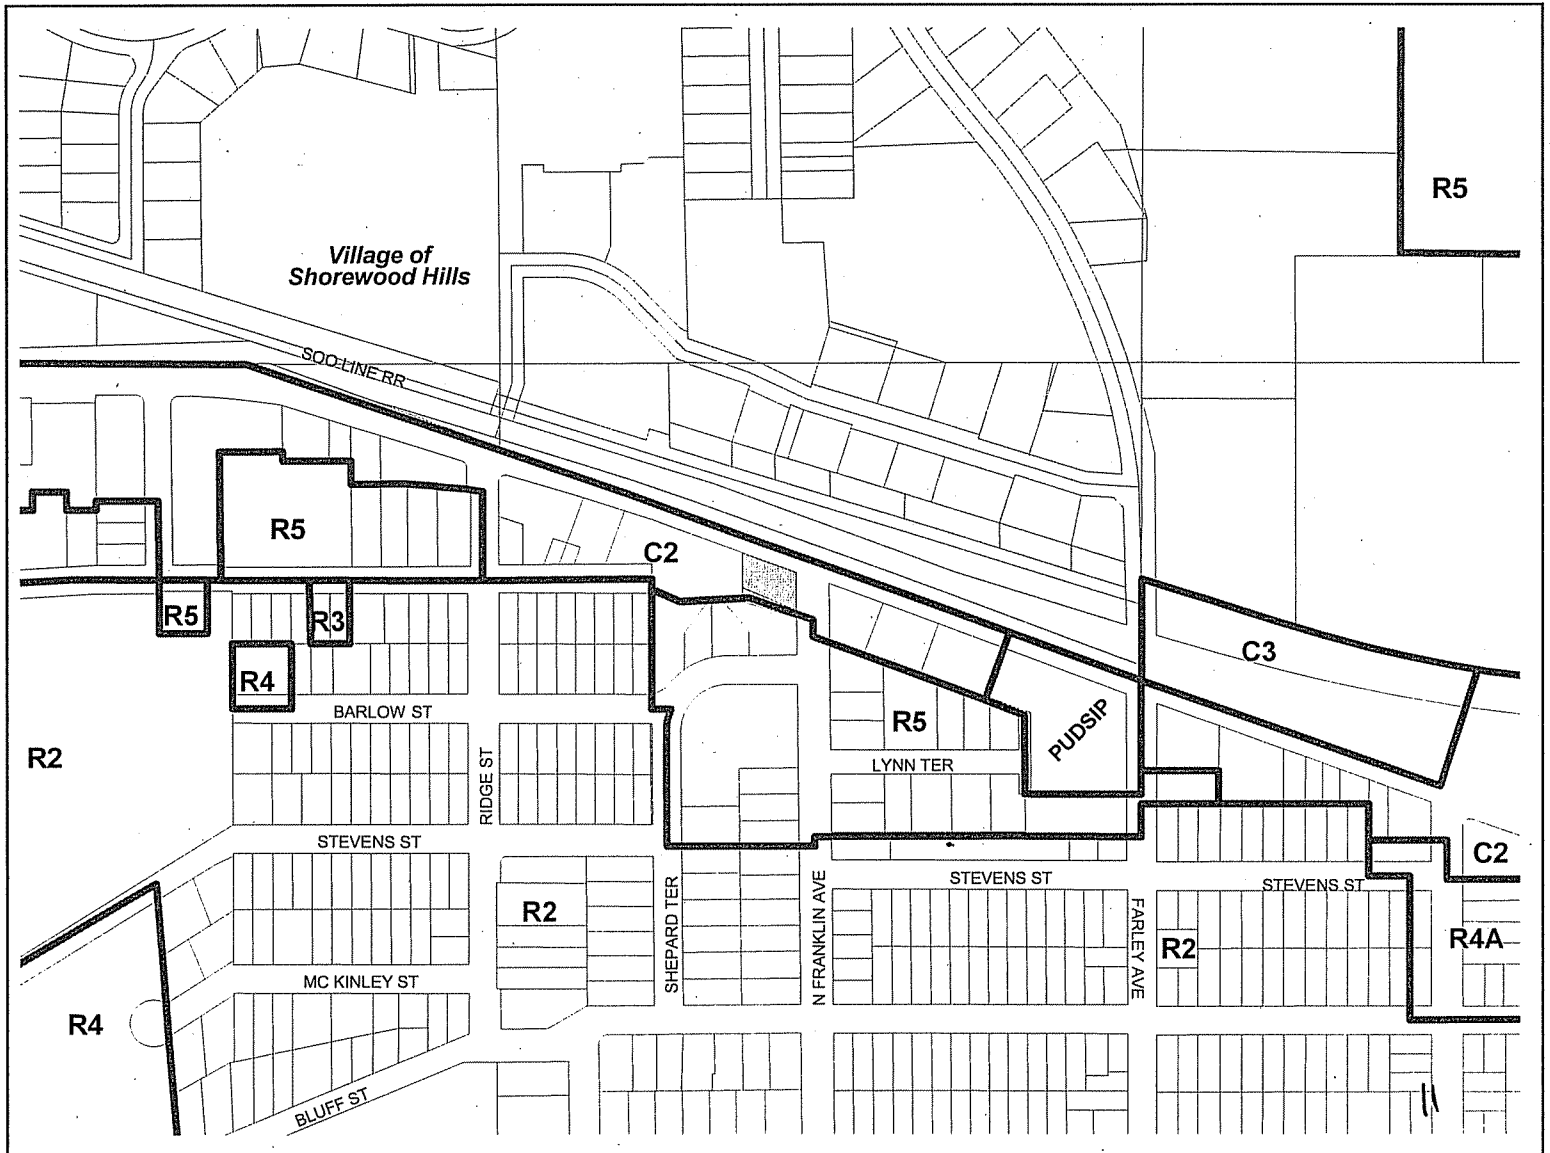 R5
Village of
Shorewood Hills
SOO LINE RR
R5
C2
R5
R3
C3
R4
BARLOW ST
R5
PUDSIP
R2
RIDGE ST
LYNN TER
STEVENS ST
C2
STEVENS ST
STEVENS ST
R2
SHEPARD TER
N FRANKLIN AVE
FARLEY AVE
R2
R4A
MC KINLEY ST
R4
BLUFF ST
11